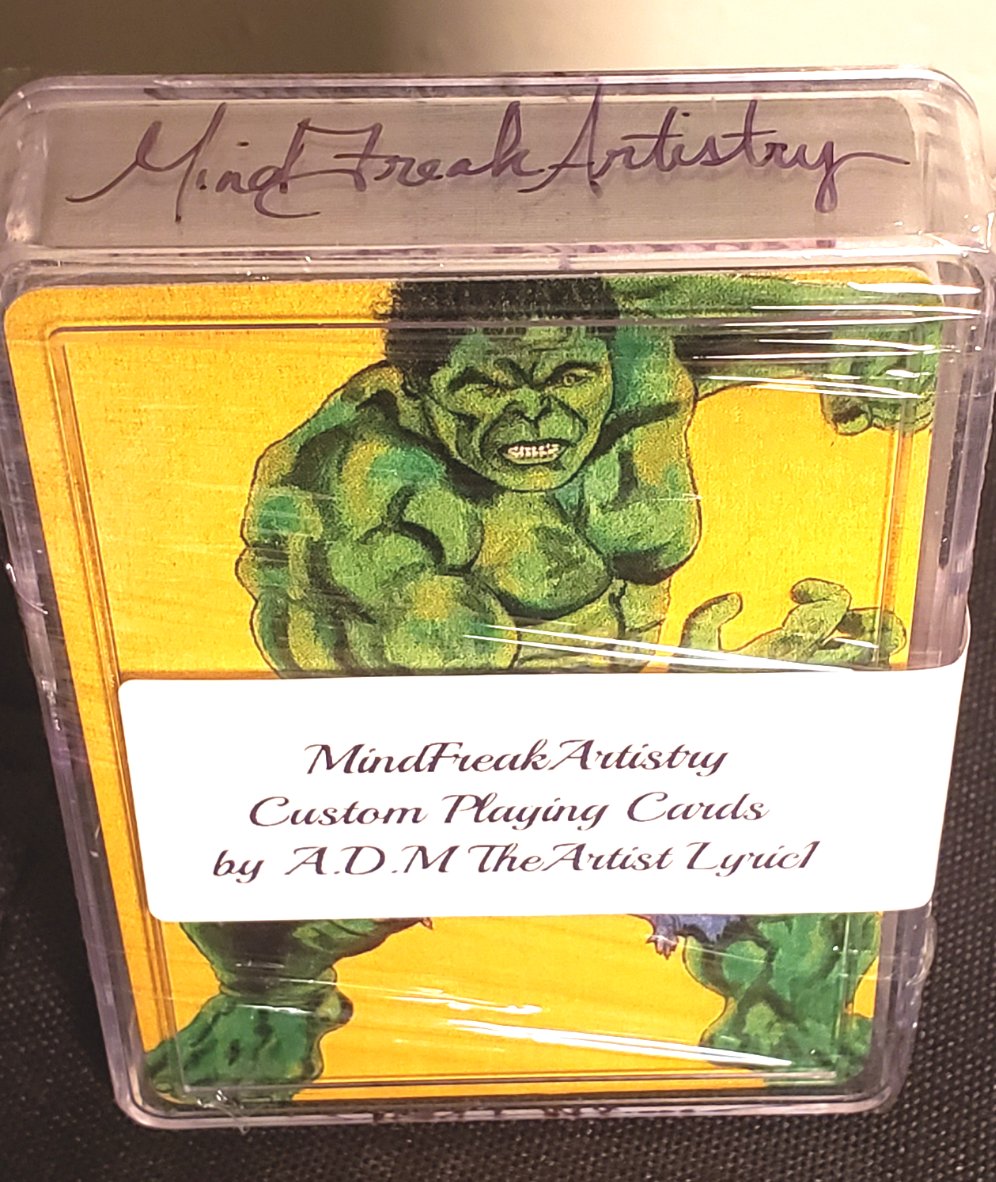 MindFreakArtistry
MindFreakArtistry
Custom Playing Cards
by A.D.M TheArtist Lyric1